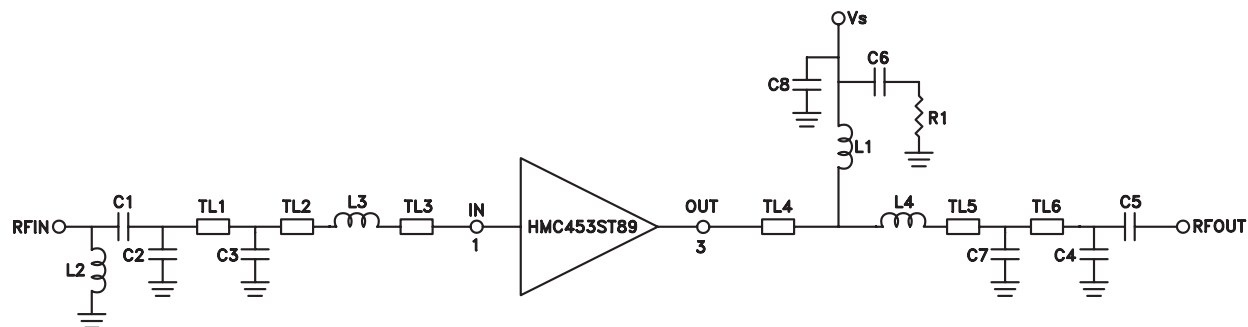 Vs
C6
C8
R1
L1
RFIN
C1
TL1
TL2
L3
TL3
IN
1
HMC453ST89
OUT
3
TL4
L4
TL5
TL6
C5
RFOUT
L2
C2
C3
C7
C4